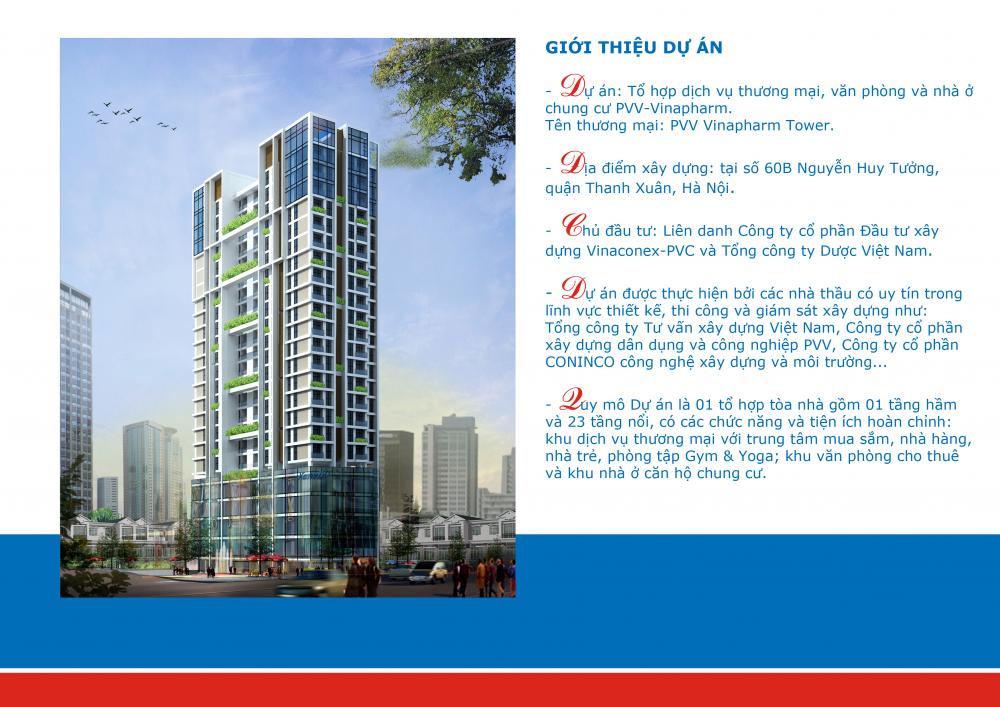 GIỚI THIỆU DỰ ÁN
- Dự án: Tổ hợp dịch vụ thương mại, văn phòng và nhà ở
chung cư PVV-Vinapharm.
Tên thương mại: PVV Vinapharm Tower.
- Địa điểm xây dựng: tại số 60B Nguyễn Huy Tưởng,
quận Thanh Xuân, Hà Nội.
- Chủ đầu tư: Liên danh Công ty cổ phần Đầu tư xây
dựng Vinaconex-PVC và Tổng công ty Dược Việt Nam.
- Dự án được thực hiện bởi các nhà thầu có uy tín trong
lĩnh vực thiết kế, thi công và giám sát xây dựng như:
Tổng công ty Tư vấn xây dựng Việt Nam, Công ty cổ phần
xây dựng dân dụng và công nghiệp PVV, Công ty cổ phần
CONINCO công nghệ xây dựng và môi trường...
- Quy mô Dự án là 01 tổ hợp tòa nhà gồm 01 tầng hầm
và 23 tầng nổi, có các chức năng và tiện ích hoàn chỉnh:
khu dịch vụ thương mại với trung tâm mua sắm, nhà hàng,
nhà trẻ, phòng tập Gym & Yoga; khu văn phòng cho thuê
và khu nhà ở căn hộ chung cư.